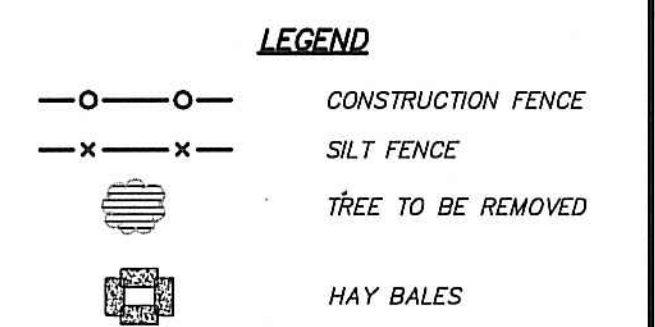 LEGEND
CONSTRUCTION FENCE
SILT FENCE
TREE TO BE REMOVED
HAY BALES